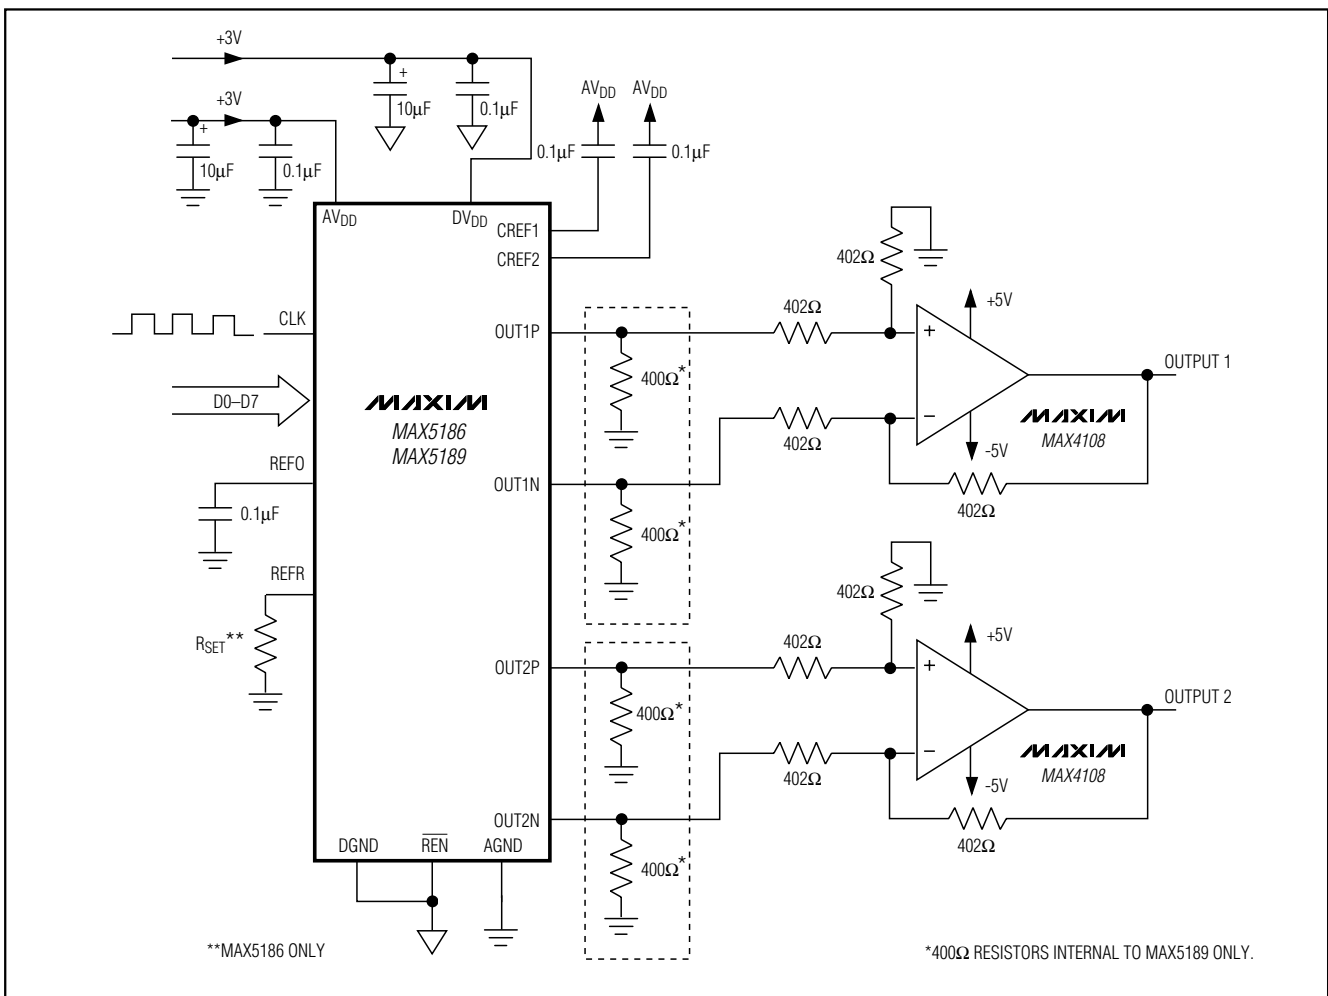 +3V
+
10µF
0.1µF
+3V
+
10µF
0.1µF
AVDD AVDD
0.1µF 0.1µF
AVDD DVDD
CREF1
CREF2
CLK
D0–D7
REFO
0.1µF
REFR
RSET**
MAXIM
MAX5186
MAX5189
OUT1P
OUT1N
OUT2P
OUT2N
DGND REN AGND
400Ω*
400Ω*
400Ω*
400Ω*
402Ω
402Ω
402Ω
+5V
+
−
-5V
OUTPUT 1
MAXIM
MAX4108
402Ω
402Ω
402Ω
402Ω
+5V
+
−
-5V
OUTPUT 2
MAXIM
MAX4108
402Ω
**MAX5186 ONLY
*400Ω RESISTORS INTERNAL TO MAX5189 ONLY.